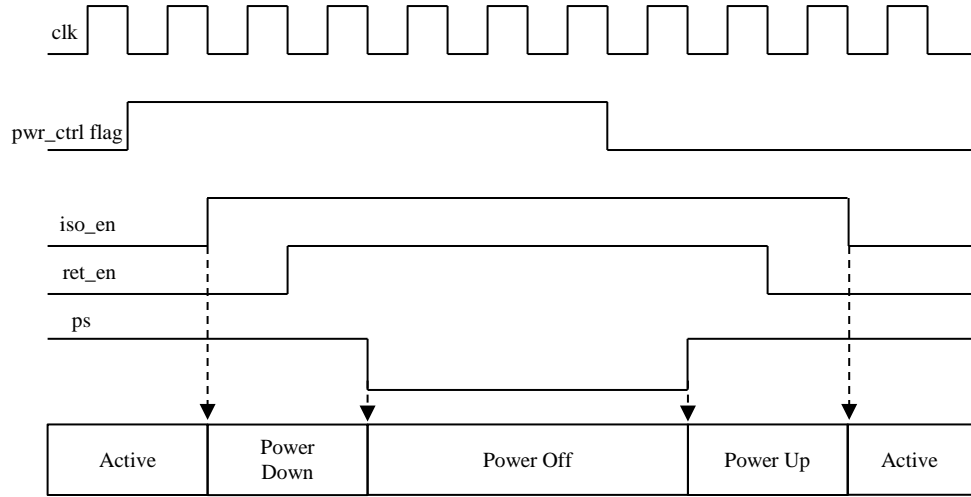 clk
pwr_ctrl flag
iso_en
ret_en
ps
Active
Power
Down
Power Off
Power Up
Active